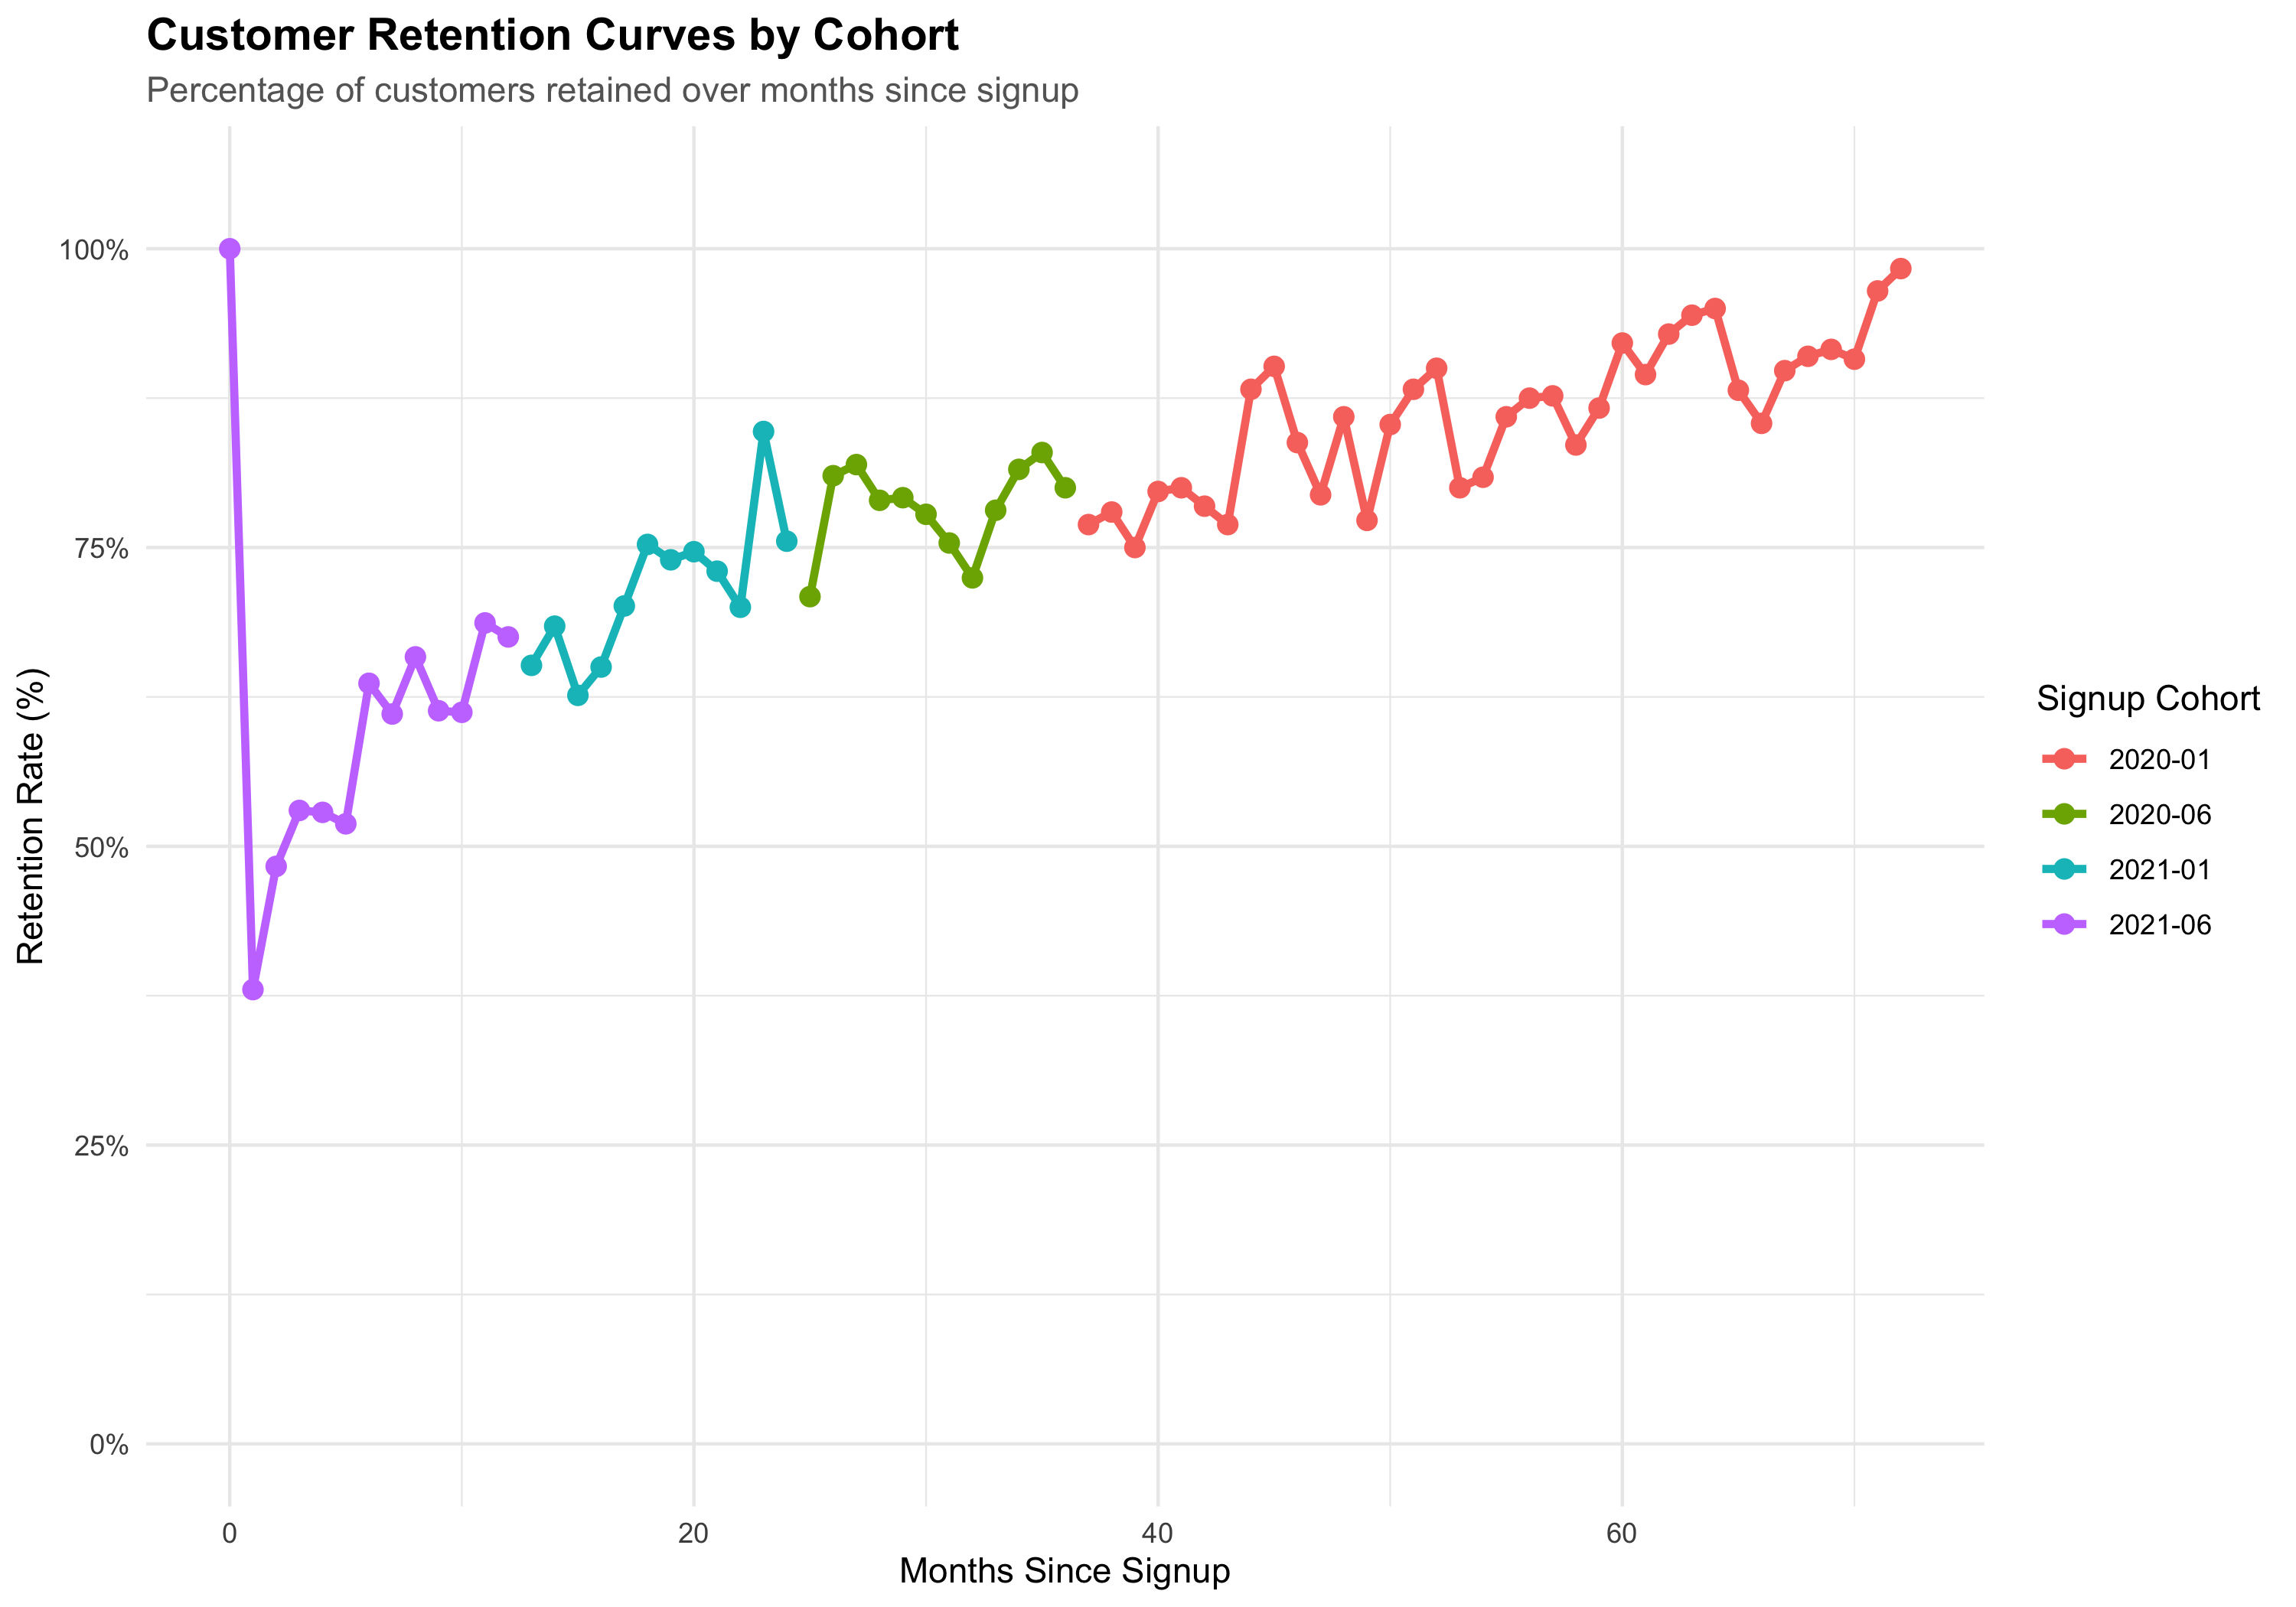 Customer Retention Curves by Cohort
Percentage of customers retained over months since signup
Retention Rate (%)
100%
75%
50%
25%
0%
0 20 40 60
Months Since Signup
Signup Cohort
2020-01
2020-06
2021-01
2021-06